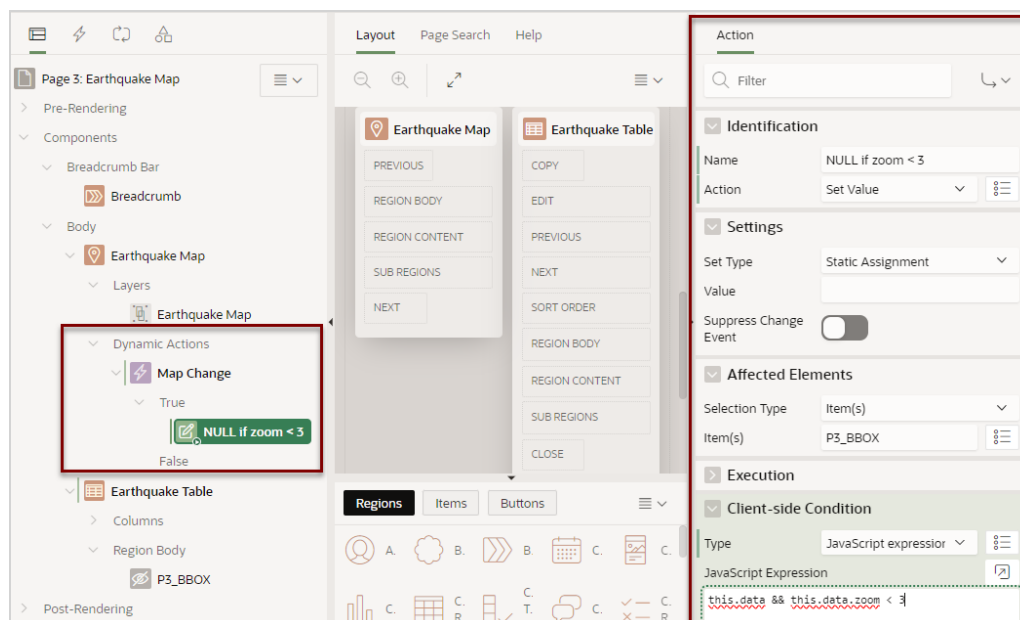 Page 3: Earthquake Map
Pre-Rendering
Components
Breadcrumb Bar
Breadcrumb
Body
Earthquake Map
Layers
Earthquake Map
Dynamic Actions
Map Change
True
NULL if zoom < 3
False
Earthquake Table
Columns
Region Body
P3_BBOX
Post-Rendering
Layout Page Search Help
Earthquake Map
PREVIOUS
REGION BODY
REGION CONTENT
SUB REGIONS
NEXT
Earthquake Table
COPY
EDIT
PREVIOUS
NEXT
SORT ORDER
REGION BODY
REGION CONTENT
SUB REGIONS
CLOSE
Regions Items Buttons
A. B. B. C. C.
C. C. R. C. T. C. C. R.
Action
Filter
Identification
Name NULL if zoom < 3
Action Set Value
Settings
Set Type Static Assignment
Value
Suppress Change
Event
Affected Elements
Selection Type Item(s)
Item(s) P3_BBOX
Execution
Client-side Condition
Type JavaScript expression
JavaScript Expression
this.data && this.data.zoom < 3